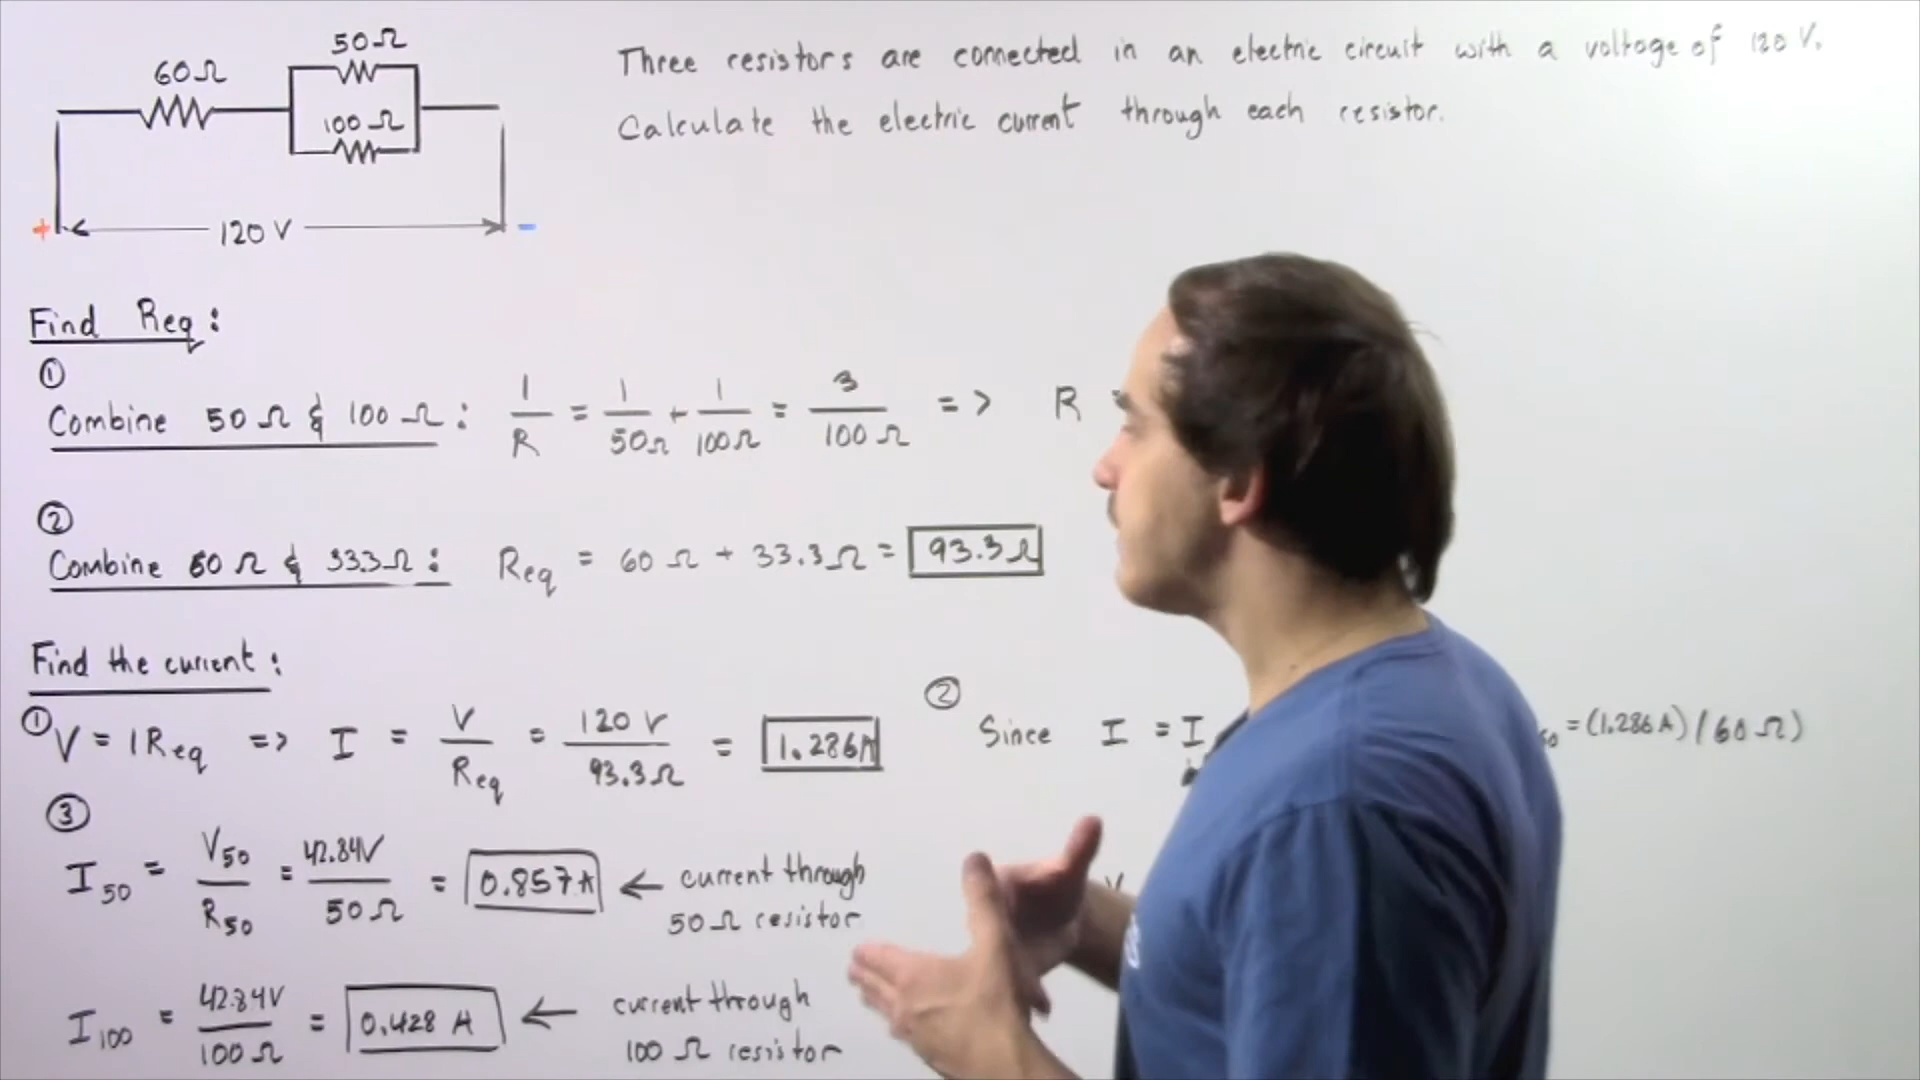 60Ω
50Ω
100Ω
+ 120 V -
Three resistors are connected in an electric circuit with a voltage of 120 V.
Calculate the electric current through each resistor.
Find Req:
①
Combine 50Ω & 100Ω: 1/R = 1/50Ω + 1/100Ω = 3/100Ω => R
②
Combine 60Ω & 33.3Ω: Req = 60Ω + 33.3Ω = 93.3Ω
Find the current:
① V = IReq => I = V/Req = 120 V/93.3Ω = 1.286A
② Since I = I
= (1.286A)(60Ω)
③
I50 = V50/R50 = 42.84V/50Ω = 0.857A ← current through
50Ω resistor
I100 = 42.84V/100Ω = 0.428 A ← current through
100Ω resistor